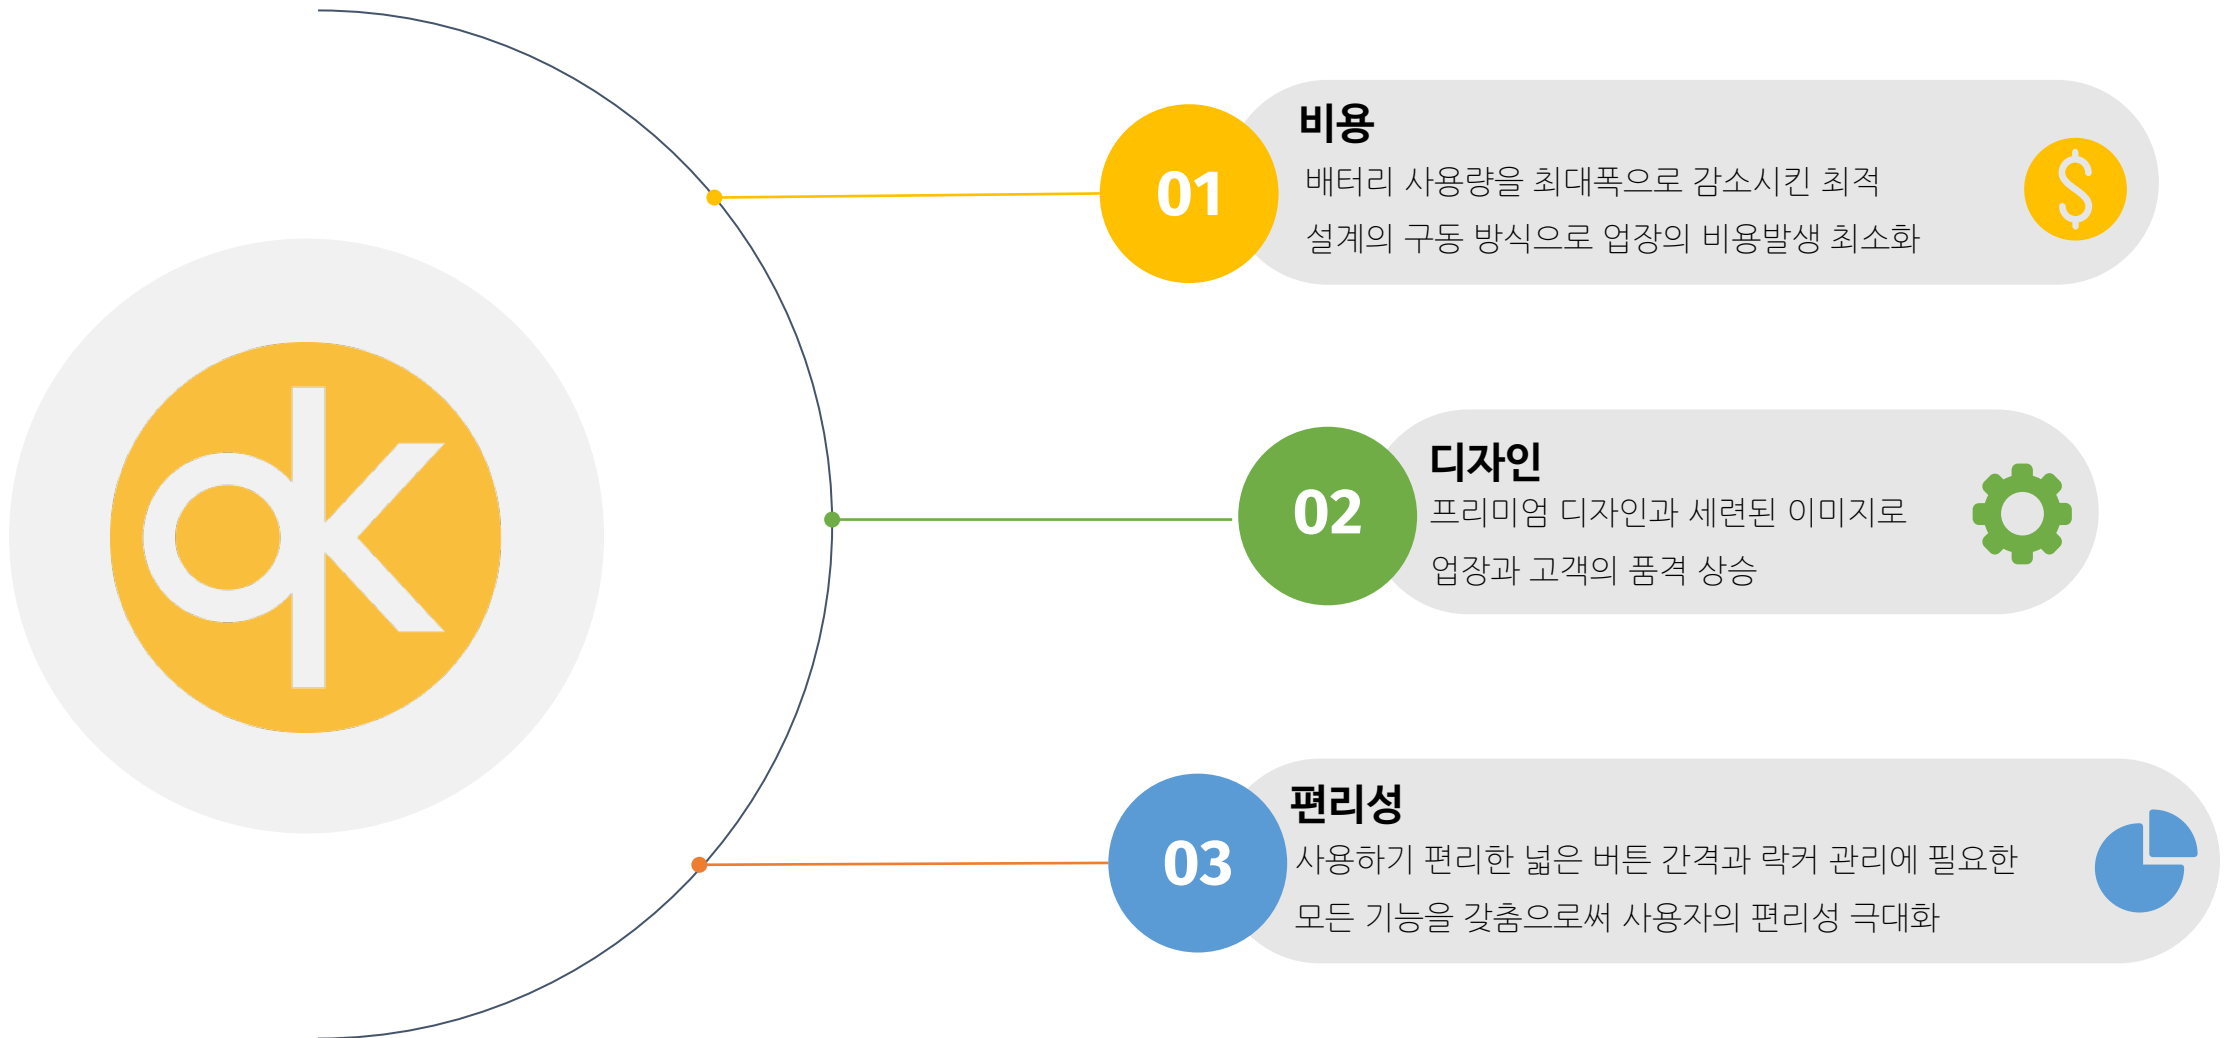 01
비용
배터리 사용량을 최대폭으로 감소시킨 최적
설계의 구동 방식으로 업장의 비용발생 최소화
02
디자인
프리미엄 디자인과 세련된 이미지로
업장과 고객의 품격 상승
03
편리성
사용하기 편리한 넓은 버튼 간격과 락커 관리에 필요한
모든 기능을 갖춤으로써 사용자의 편리성 극대화